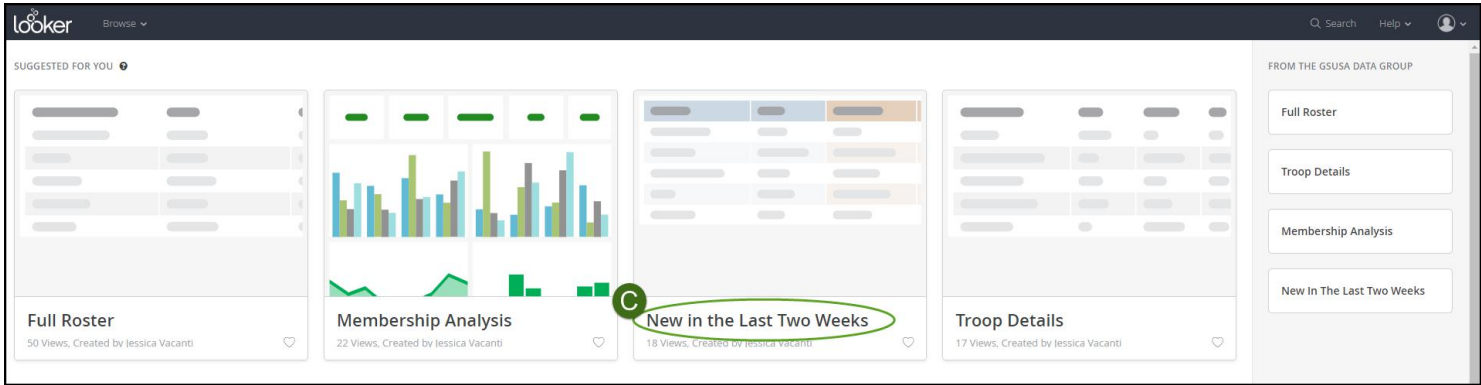 looker
Browse
Search
Help
SUGGESTED FOR YOU
Full Roster
50 Views, Created by Jessica Vacanti
Membership Analysis
22 Views, Created by Jessica Vacanti
C
New in the Last Two Weeks
18 Views, Created by Jessica Vacanti
Troop Details
17 Views, Created by Jessica Vacanti
FROM THE GSUSA DATA GROUP
Full Roster
Troop Details
Membership Analysis
New In The Last Two Weeks